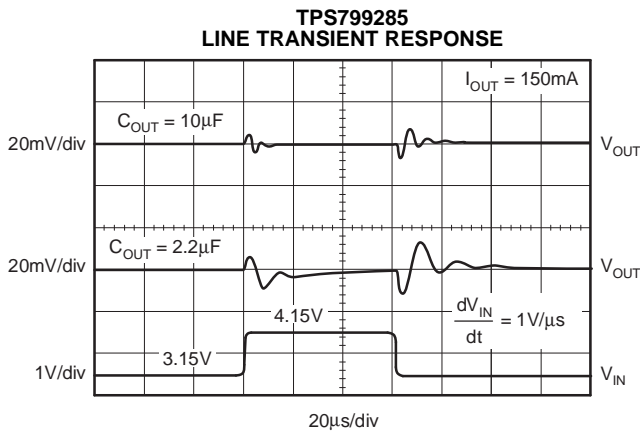 TPS799285
LINE TRANSIENT RESPONSE
I_OUT = 150mA
C_OUT = 10μF
20mV/div
V_OUT
C_OUT = 2.2μF
20mV/div
V_OUT
4.15V
dV_IN
dt
= 1V/μs
3.15V
1V/div
V_IN
20μs/div